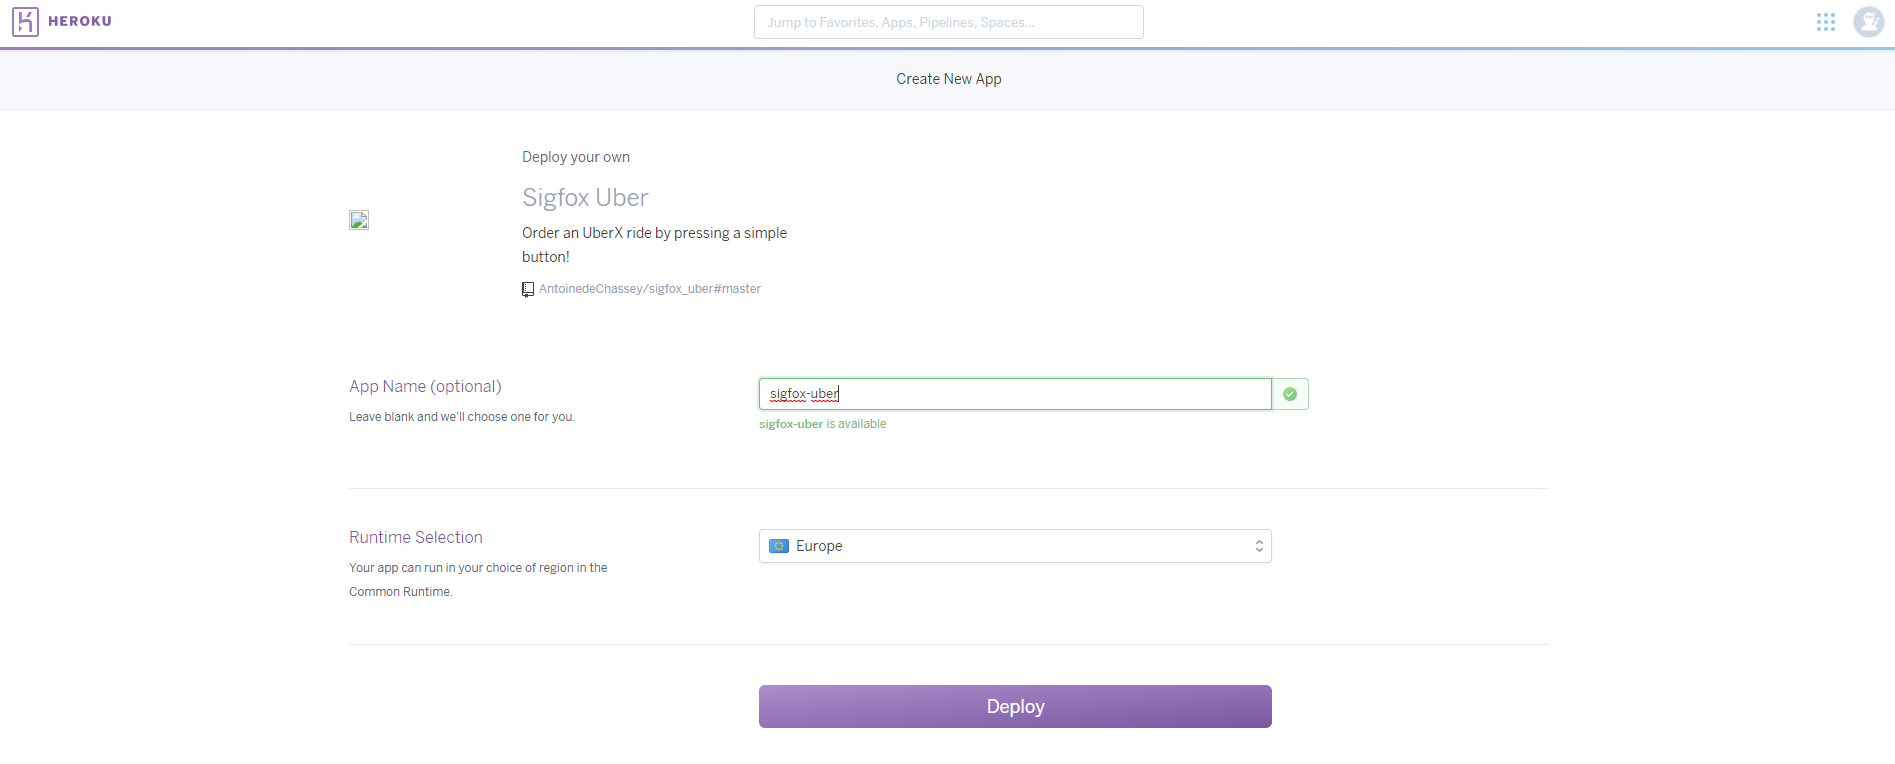 HEROKU
Jump to Favorites, Apps, Pipelines, Spaces...
Create New App
Deploy your own
Sigfox Uber
Order an UberX ride by pressing a simple
button!
AntoinedeChassey/sigfox_uber#master
App Name (optional)
Leave blank and we'll choose one for you.
sigfox-uber
sigfox-uber is available
Runtime Selection
Your app can run in your choice of region in the
Common Runtime.
Europe
Deploy